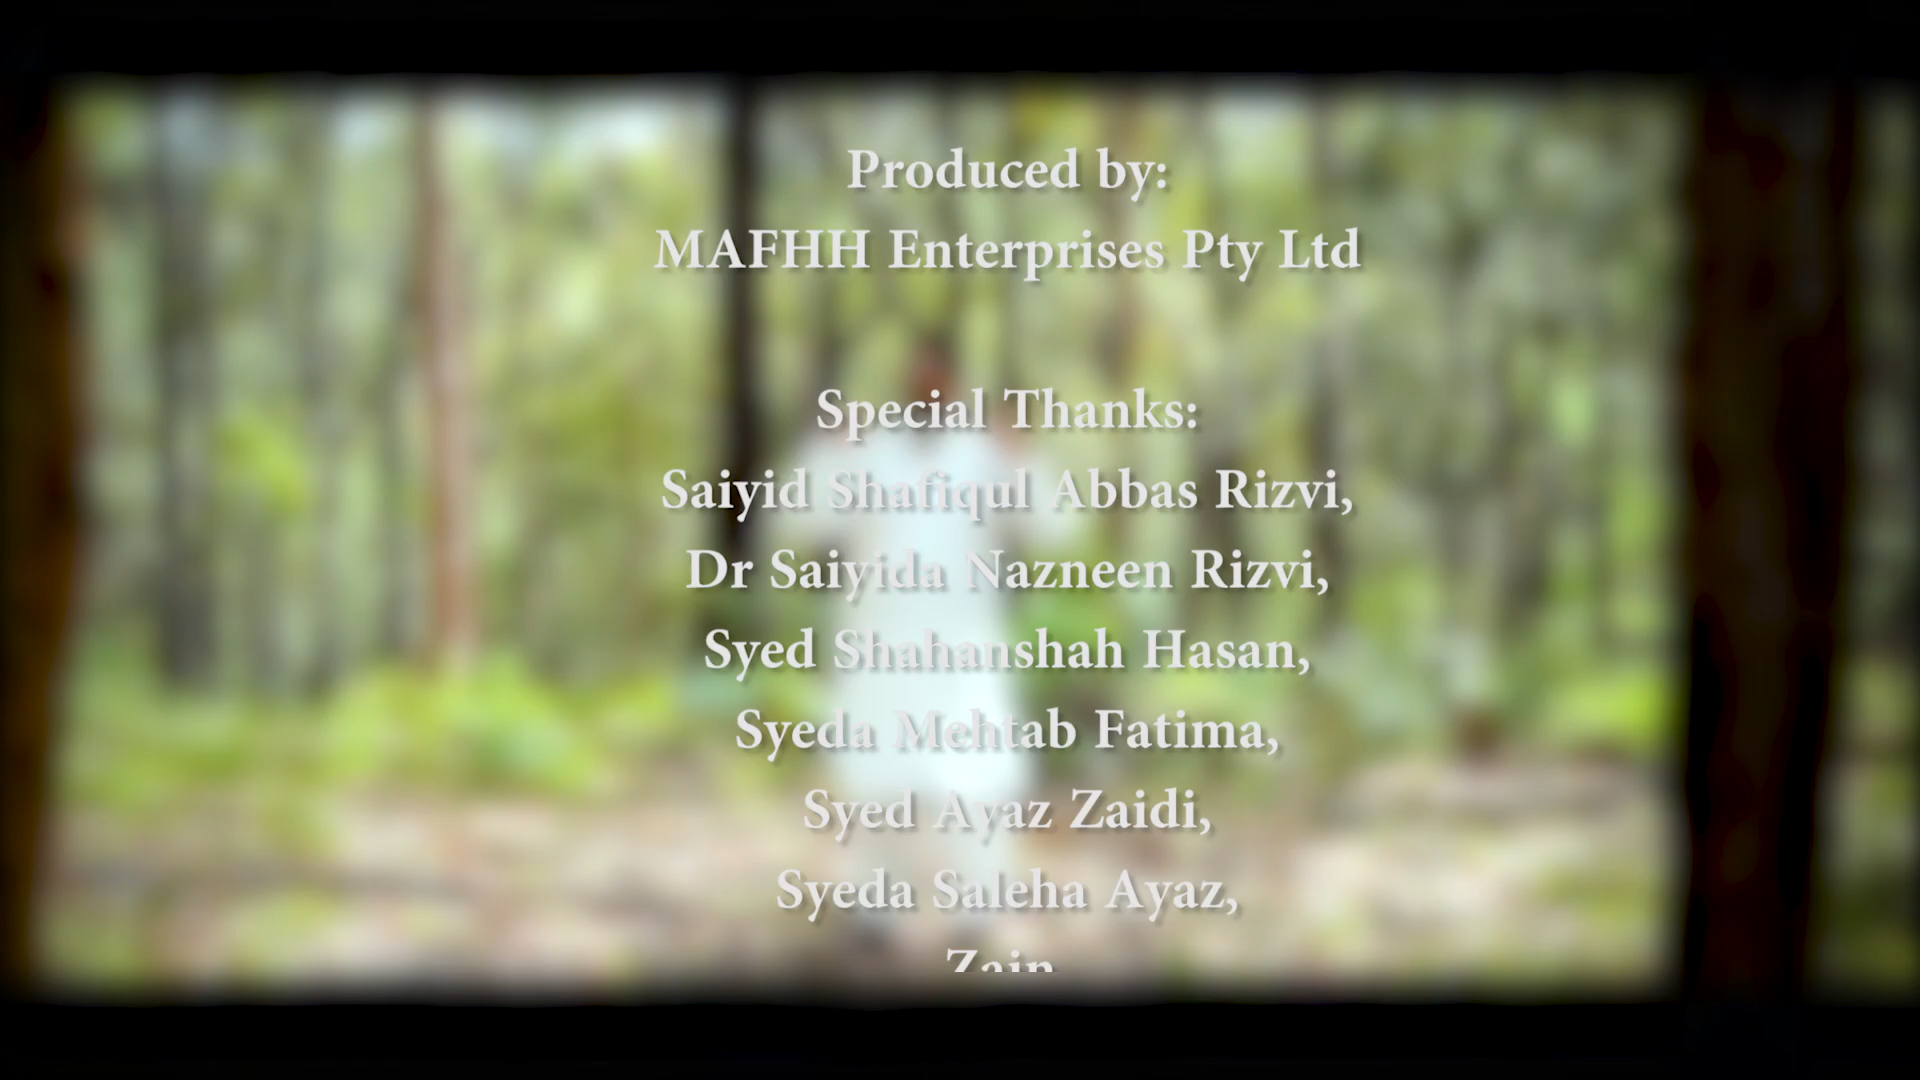 Produced by:
MAFHH Enterprises Pty Ltd
Special Thanks:
Saiyid Shafiqul Abbas Rizvi,
Dr Saiyida Nazneen Rizvi,
Syed Shahanshah Hasan,
Syeda Mehtab Fatima,
Syed Ayaz Zaidi,
Syeda Saleha Ayaz,
Zain